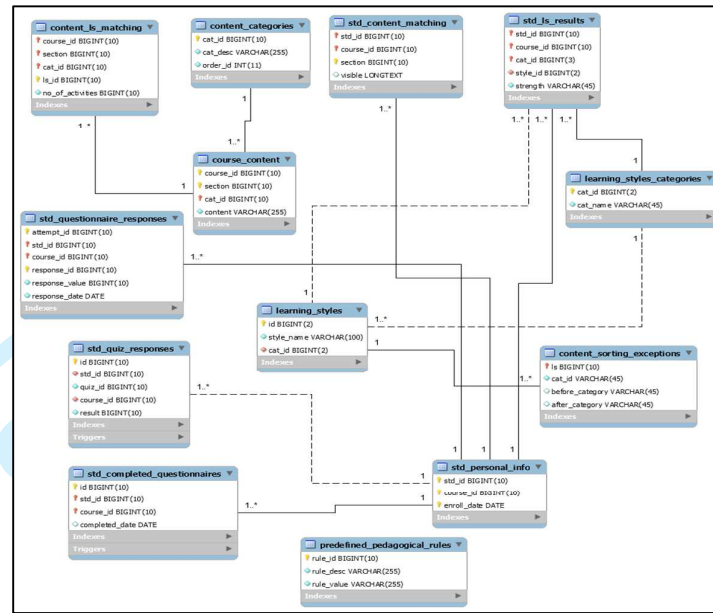 content_ls_matching
course_id BIGINT(10)
section BIGINT(10)
cat_id BIGINT(10)
ls_id BIGINT(10)
no_of_activities BIGINT(10)
Indexes
content_categories
cat_id BIGINT(10)
cat_desc VARCHAR(255)
order_id INT(11)
Indexes
std_content_matching
std_id BIGINT(10)
course_id BIGINT(10)
section BIGINT(10)
visible LONGTEXT
Indexes
std_ls_results
std_id BIGINT(10)
course_id BIGINT(10)
cat_id BIGINT(3)
style_id BIGINT(2)
strength VARCHAR(45)
Indexes
1..*
1
1..*
1..*
1..*
1..*
1
1..*
course_content
course_id BIGINT(10)
section BIGINT(10)
cat_id BIGINT(10)
content VARCHAR(255)
Indexes
1
learning_styles_categories
cat_id BIGINT(2)
cat_name VARCHAR(45)
Indexes
1
std_questionnaire_responses
attempt_id BIGINT(10)
std_id BIGINT(10)
course_id BIGINT(10)
response_id BIGINT(10)
response_value BIGINT(10)
response_date DATE
Indexes
1..*
1
learning_styles
id BIGINT(2)
style_name VARCHAR(100)
cat_id BIGINT(2)
Indexes
1..*
1
1
content_sorting_exceptions
ls BIGINT(10)
cat_id VARCHAR(45)
before_category VARCHAR(45)
after_category VARCHAR(45)
Indexes
std_quiz_responses
id BIGINT(10)
std_id BIGINT(10)
quiz_id BIGINT(10)
course_id BIGINT(10)
result BIGINT(10)
Indexes
Triggers
1..*
1
1
1
1
std_personal_info
std_id BIGINT(10)
course_id BIGINT(10)
enroll_date DATE
Indexes
std_completed_questionnaires
id BIGINT(10)
std_id BIGINT(10)
course_id BIGINT(10)
completed_date DATE
Indexes
Triggers
1..*
1
predefined_pedagogical_rules
rule_id BIGINT(10)
rule_desc VARCHAR(255)
rule_value VARCHAR(255)
Indexes